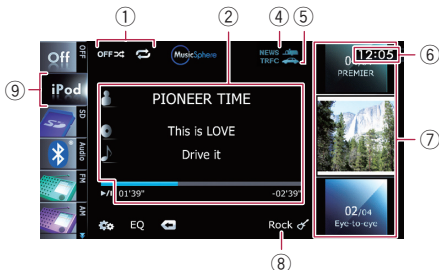 ① ② ④ ⑤
OFF MusicSphere NEWS
TRFC
Off OFF
iPod
SD
Audio
FM
AM
⑨
PIONEER TIME
This is LOVE
Drive it
01'39" -02'39"
EQ Rock
12:05
PREMIER
02/04
Eye-to-eye
⑥
⑦
⑧